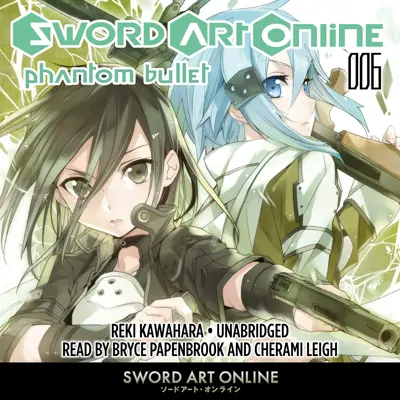 Sword Art Online
phantom bullet
006
REKI KAWAHARA • UNABRIDGED
READ BY BRYCE PAPENBROOK AND CHERAMI LEIGH
SWORD ART ONLINE
ソードアート・オンライン